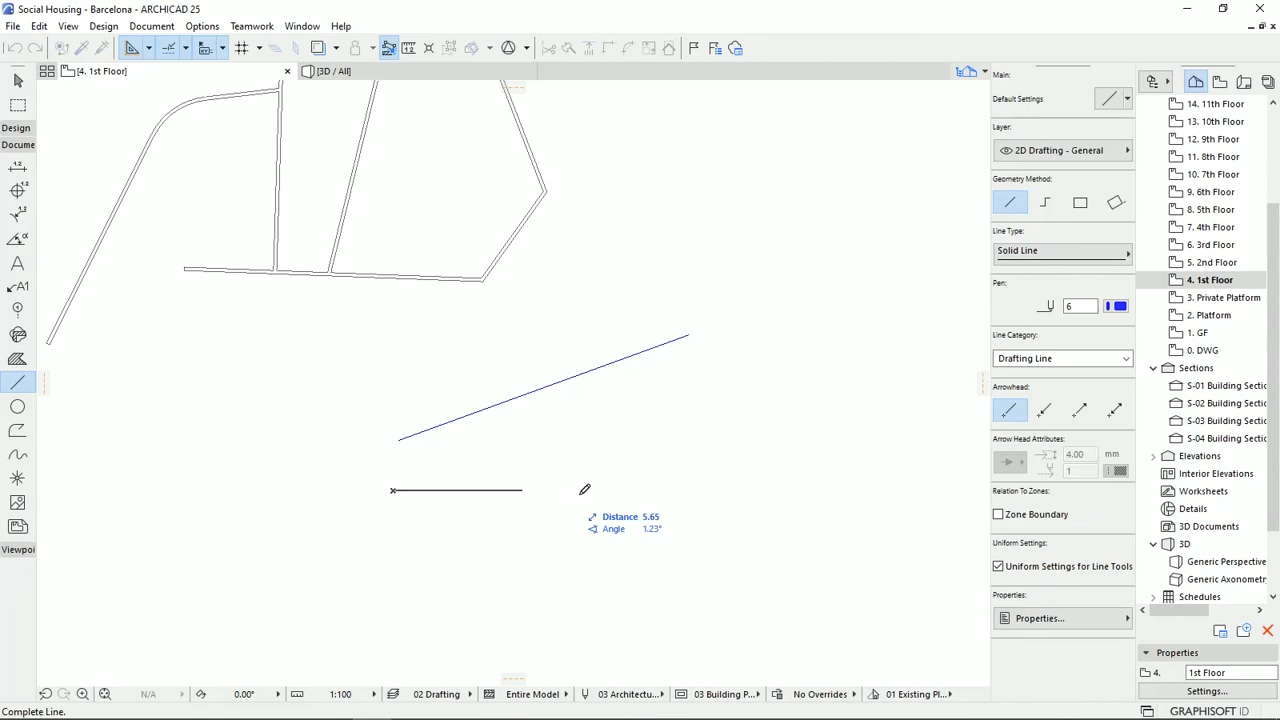 Social Housing - Barcelona - ARCHICAD 25
File Edit View Design Document Options Teamwork Window Help
[4. 1st Floor]
[3D / All]
Design
Docume
1.2
A
A1
Viewpoi
Distance 5.65
Angle 1.23°
Main:
Default Settings
Layer:
2D Drafting - General
Geometry Method:
Line Type:
Solid Line
Pen:
6
Line Category:
Drafting Line
Arrowhead:
Arrow Head Attributes:
4.00 mm
1
Relation To Zones:
Zone Boundary
Uniform Settings:
Uniform Settings for Line Tools
Properties:
Properties...
14. 11th Floor
13. 10th Floor
12. 9th Floor
11. 8th Floor
10. 7th Floor
9. 6th Floor
8. 5th Floor
7. 4th Floor
6. 3rd Floor
5. 2nd Floor
4. 1st Floor
3. Private Platform
2. Platform
1. GF
0. DWG
Sections
S-01 Building Sectio
S-02 Building Sectio
S-03 Building Sectio
S-04 Building Sectio
Elevations
Interior Elevations
Worksheets
Details
3D Documents
3D
Generic Perspective
Generic Axonometr
Schedules
Properties
4. 1st Floor
Settings...
GRAPHISOFT ID
N/A
0.00°
1:100
02 Drafting
Entire Model
03 Architectu...
03 Building P...
No Overrides
01 Existing Pl...
Complete Line.